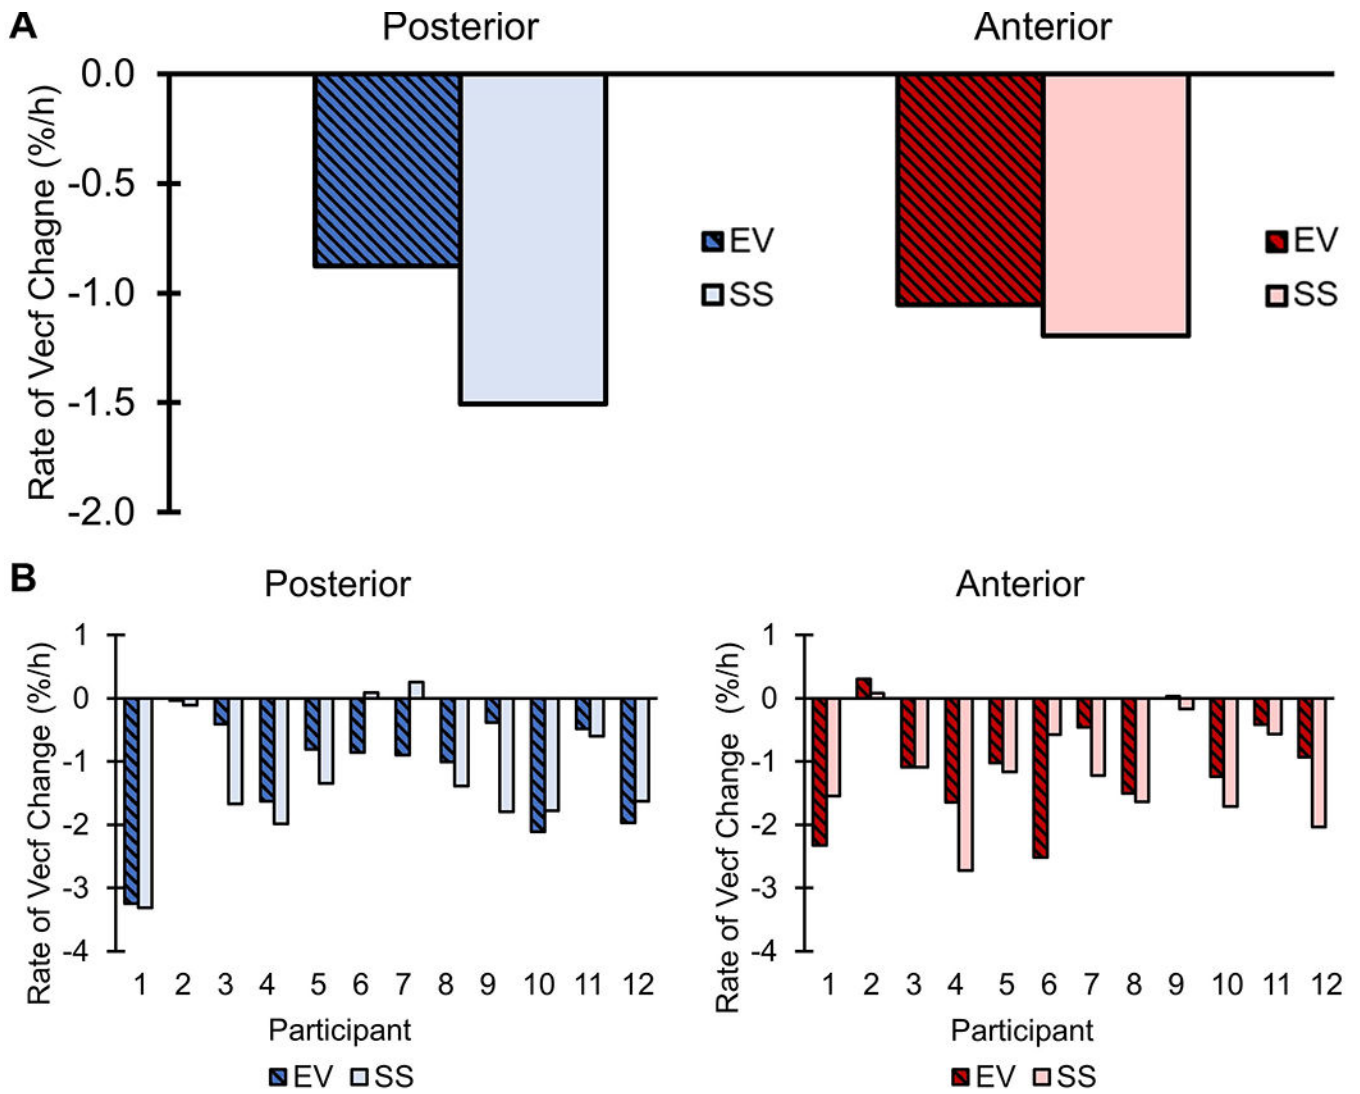 A
Posterior
Anterior
Rate of Vecf Chagne (%/h)
0.0
-0.5
-1.0
-1.5
-2.0
EV
SS
EV
SS
B
Posterior
Anterior
Rate of Vecf Change (%/h)
1
0
-1
-2
-3
-4
1 2 3 4 5 6 7 8 9 10 11 12
Participant
EV SS
Rate of Vecf Change (%/h)
1
0
-1
-2
-3
-4
1 2 3 4 5 6 7 8 9 10 11 12
Participant
EV SS